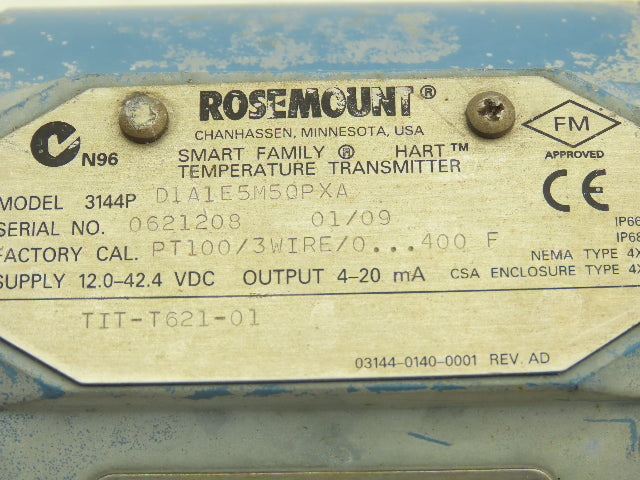 ROSEMOUNT®
CHANHASSEN, MINNESOTA, USA
N96
SMART FAMILY ® HART™
TEMPERATURE TRANSMITTER
FM
APPROVED
CE
MODEL 3144P D1A1E5M5QPXA
SERIAL NO. 0621208 01/09
FACTORY CAL. PT100/3WIRE/0...400 F
SUPPLY 12.0–42.4 VDC OUTPUT 4–20 mA
IP66
IP68
NEMA TYPE 4X
CSA ENCLOSURE TYPE 4X
TIT-T621-01
03144-0140-0001 REV. AD